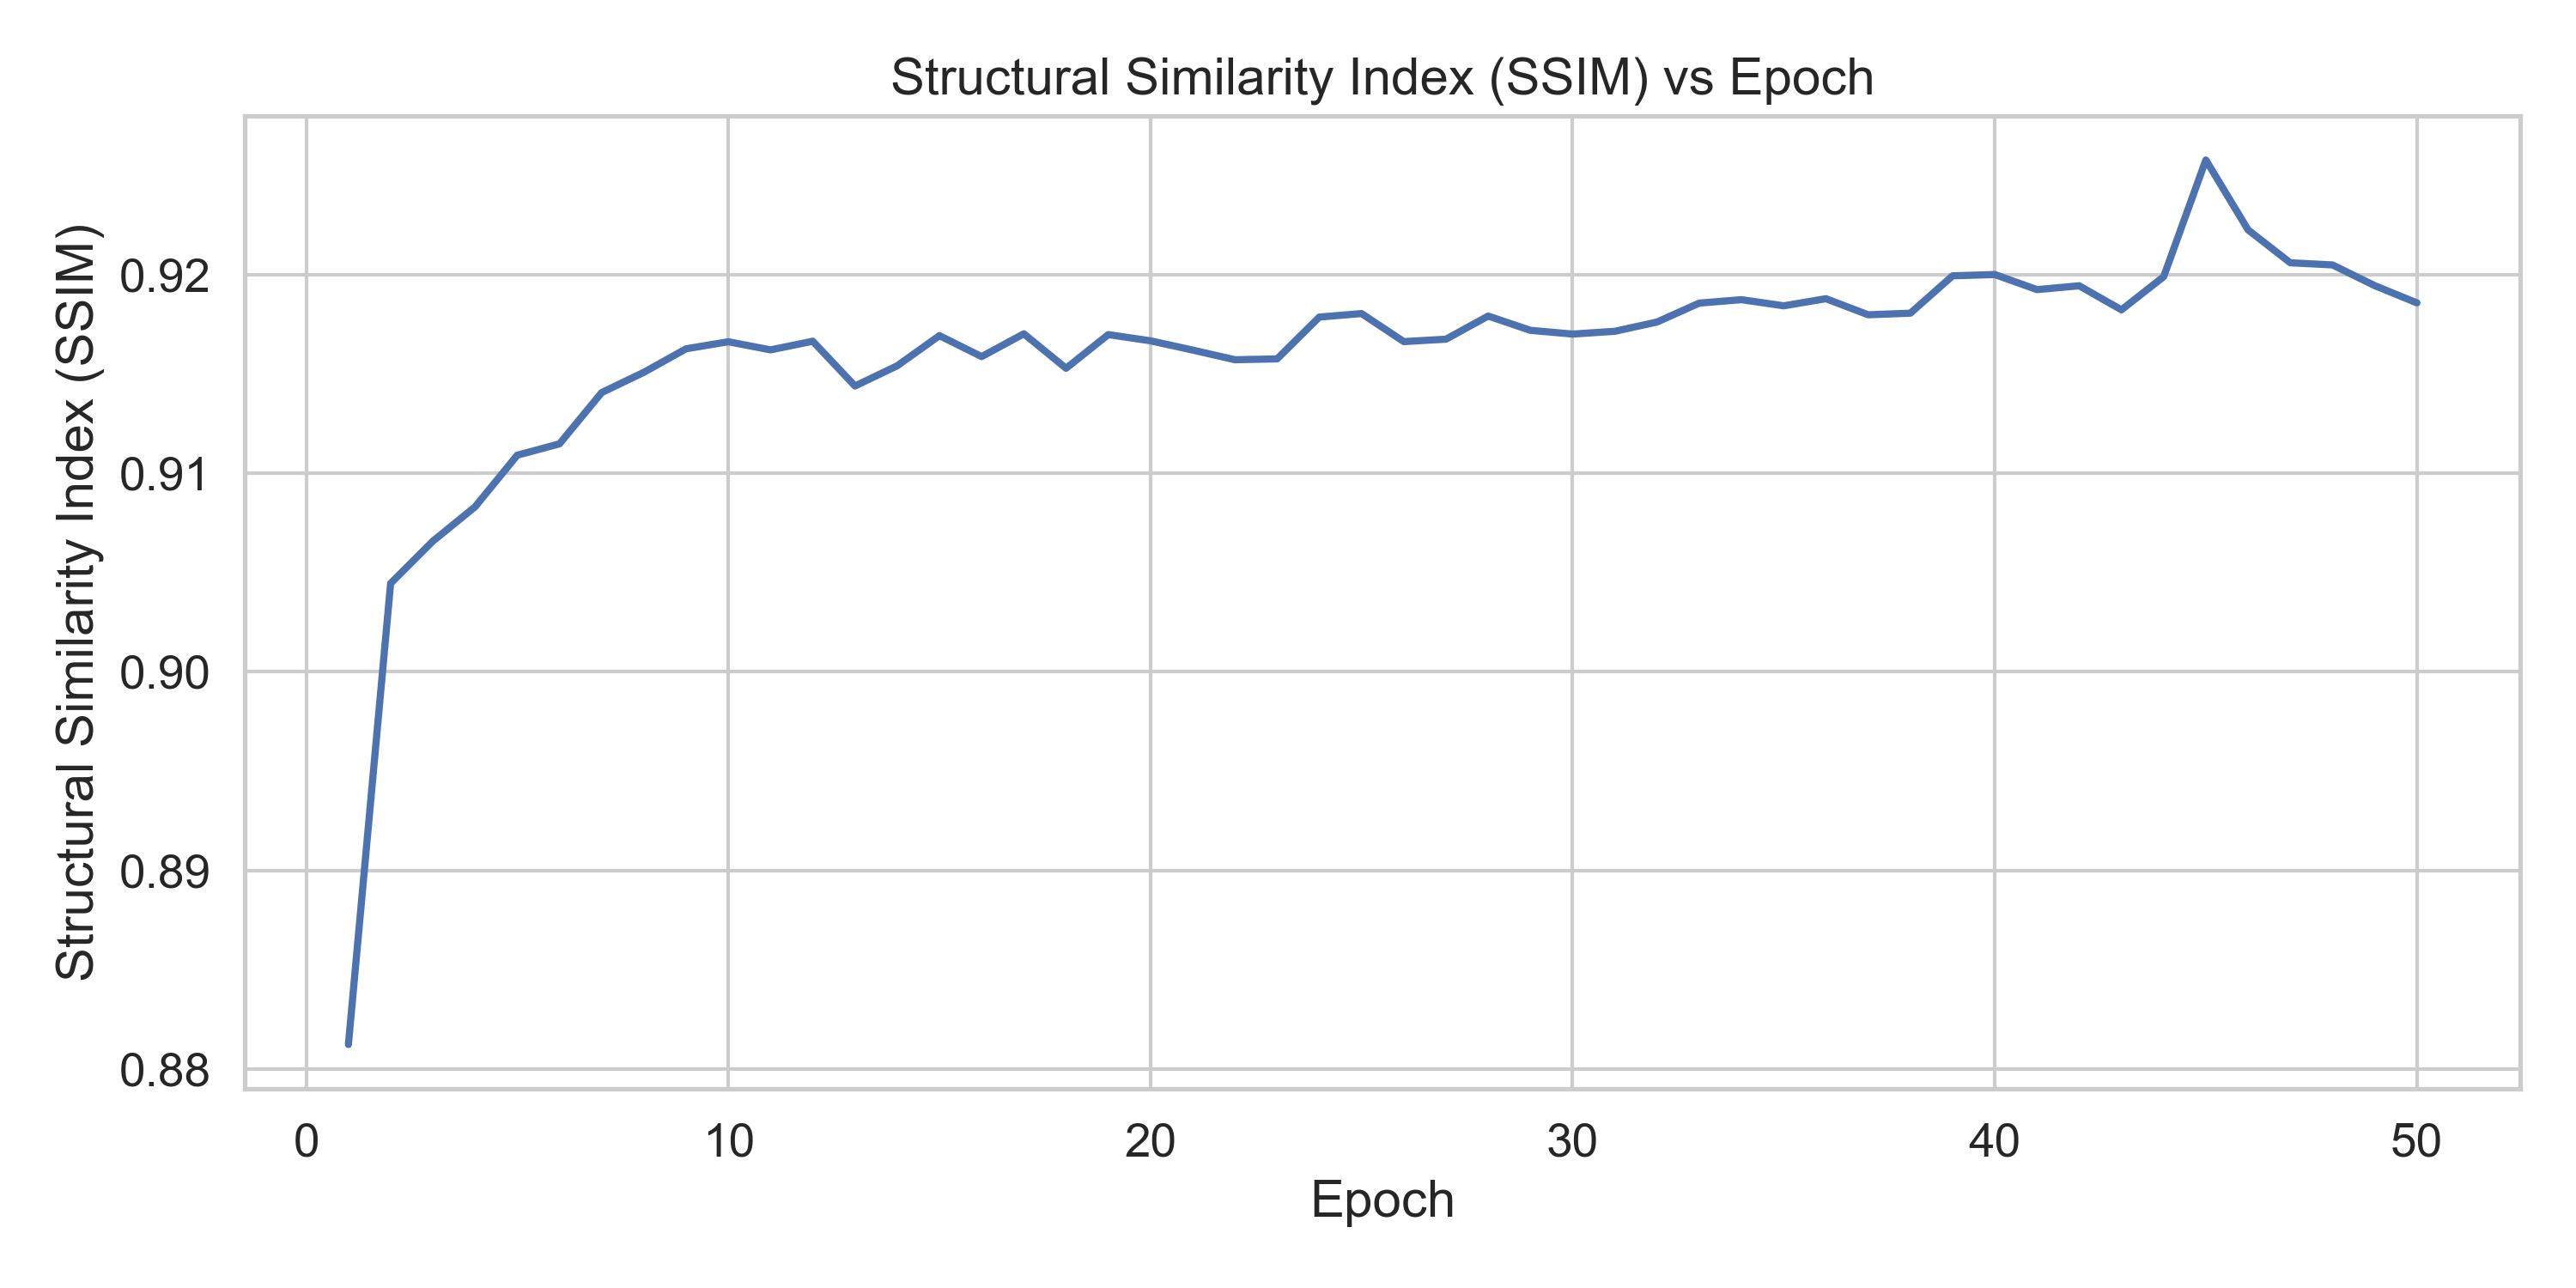 Structural Similarity Index (SSIM) vs Epoch
Structural Similarity Index (SSIM)
0.92
0.91
0.90
0.89
0.88
0 10 20 30 40 50
Epoch